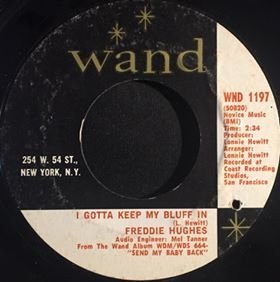 wand
254 W. 54 ST.,
NEW YORK, N.Y.
WND 1197
(50820)
Novice Music
(BMI)
Time: 2:34
Producer:
Lonnie Hewitt
Arranger:
Lonnie Hewitt
Recorded at
Coast Recording
Studios,
San Francisco
I GOTTA KEEP MY BLUFF IN
(L. Hewitt)
FREDDIE HUGHES
Audio Engineer: Mel Tanner
From The Wand Album WDM/WDS 664-
"SEND MY BABY BACK"